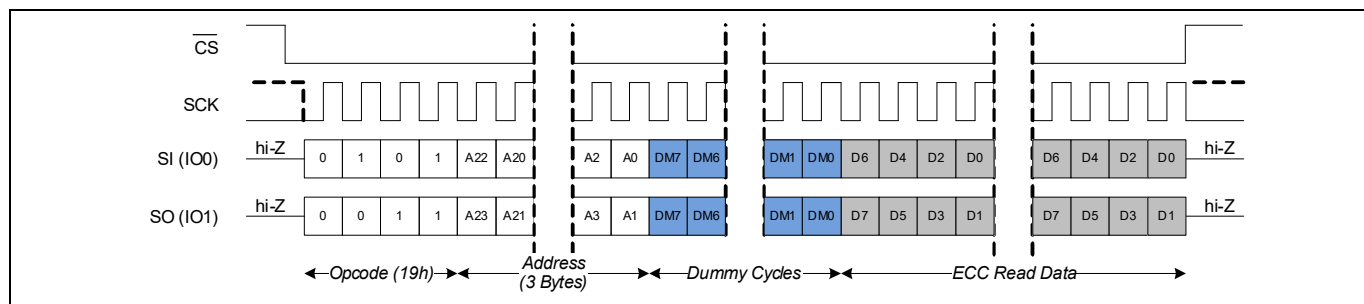 CS
SCK
SI (IO0) hi-Z 0 1 0 1 A22 A20 A2 A0 DM7 DM6 DM1 DM0 D6 D4 D2 D0 D6 D4 D2 D0 hi-Z
SO (IO1) hi-Z 0 0 1 1 A23 A21 A3 A1 DM7 DM6 DM1 DM0 D7 D5 D3 D1 D7 D5 D3 D1 hi-Z
Opcode (19h) Address Dummy Cycles ECC Read Data
(3 Bytes)